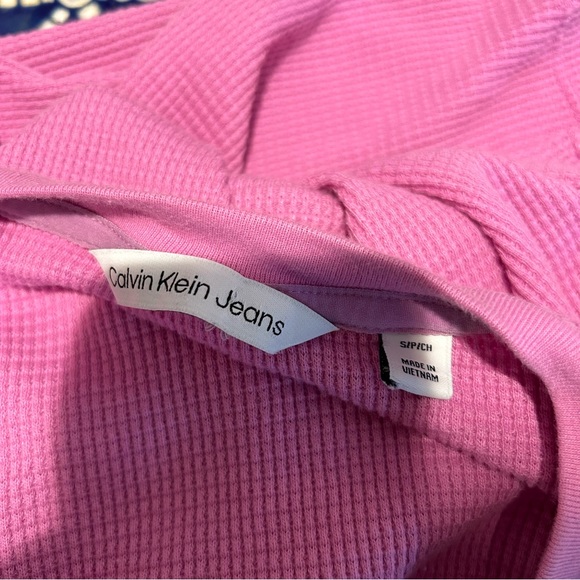 Calvin Klein Jeans
S/P/CH
MADE IN
VIETNAM